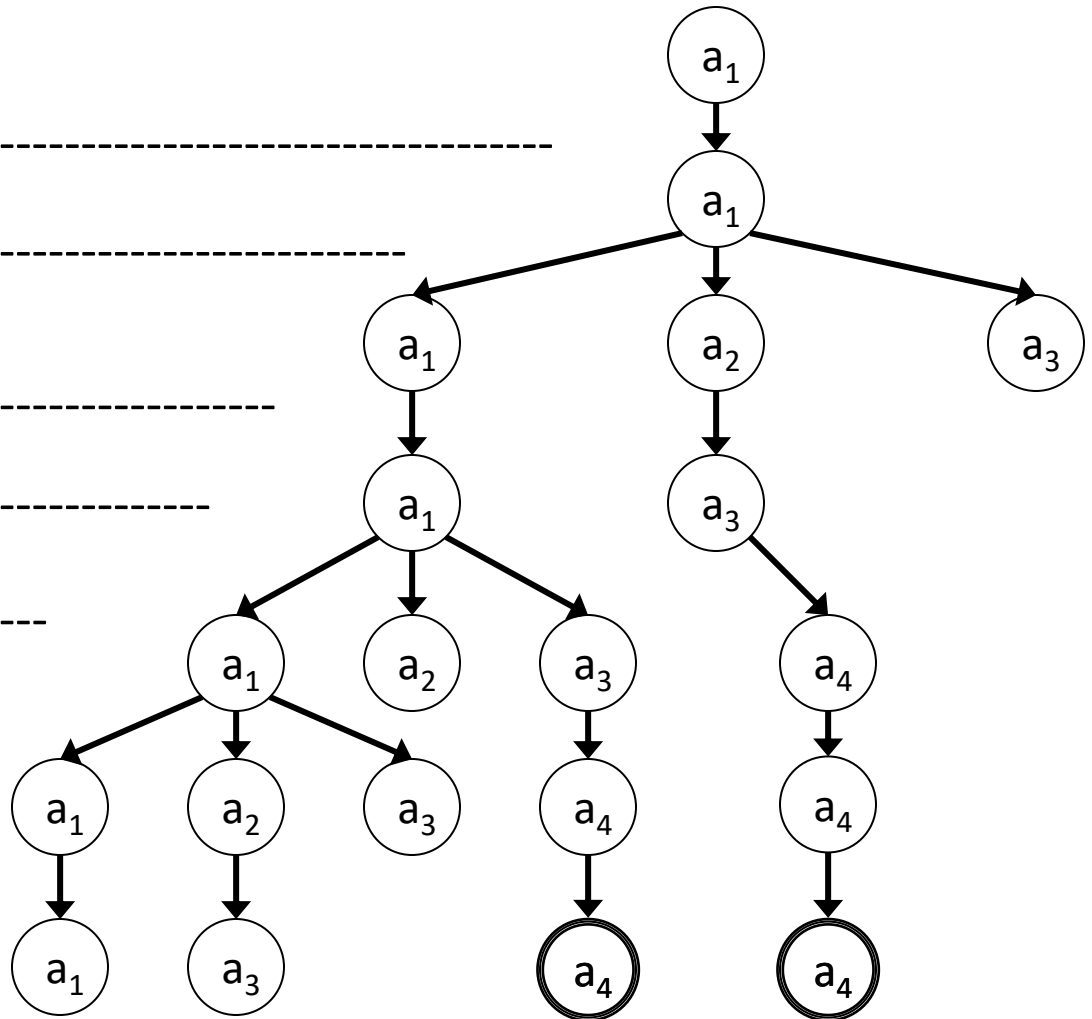 a₁
a₁
a₁ a₂ a₃
a₁ a₃
a₁ a₂ a₃ a₄
a₁ a₂ a₃ a₄ a₄
a₁ a₃ a₄ a₄